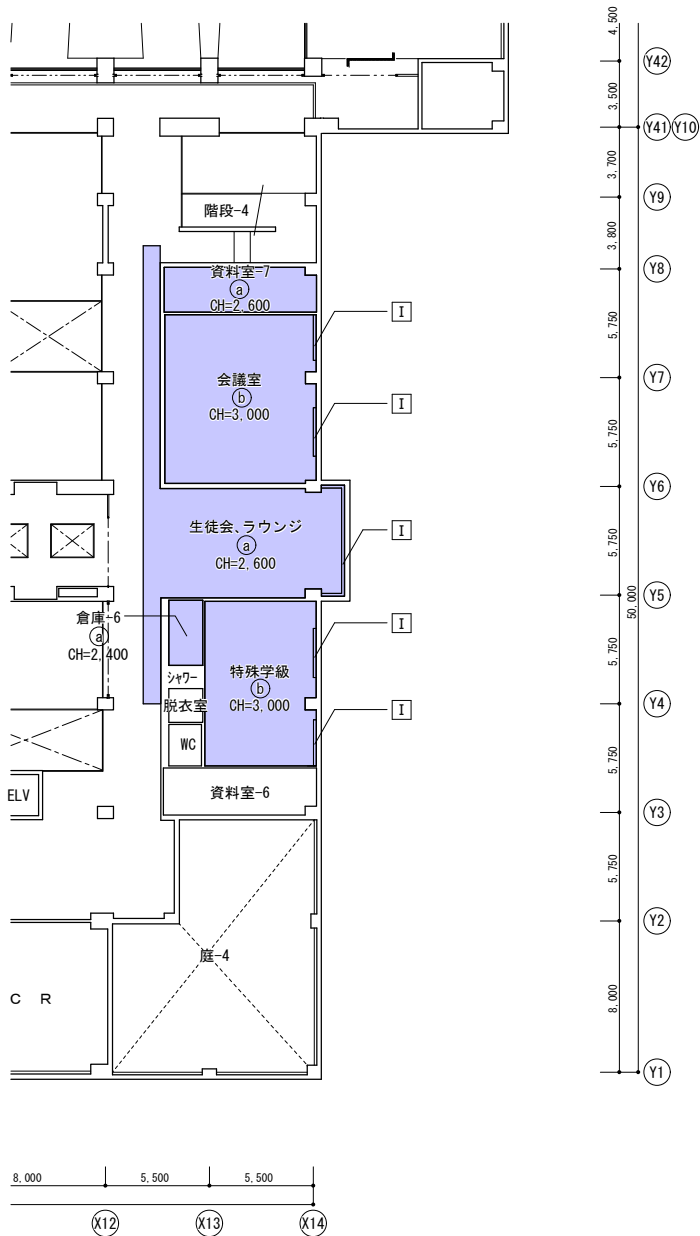 4,500
Y42
3,500
Y41 Y10
3,700
階段-4
Y9
3,800
資料室-7
a
CH=2,600
Y8
I
5,750
会議室
b
CH=3,000
Y7
I
5,750
Y6
生徒会、ラウンジ
a
CH=2,600
I
5,750
Y5
50,000
倉庫-6
a
CH=2,400
I
5,750
シャワー
特殊学級
b
CH=3,000
脱衣室
Y4
I
WC
5,750
ELV
資料室-6
Y3
5,750
Y2
庭-4
C R
8,000
Y1
8,000
5,500
5,500
X12
X13
X14